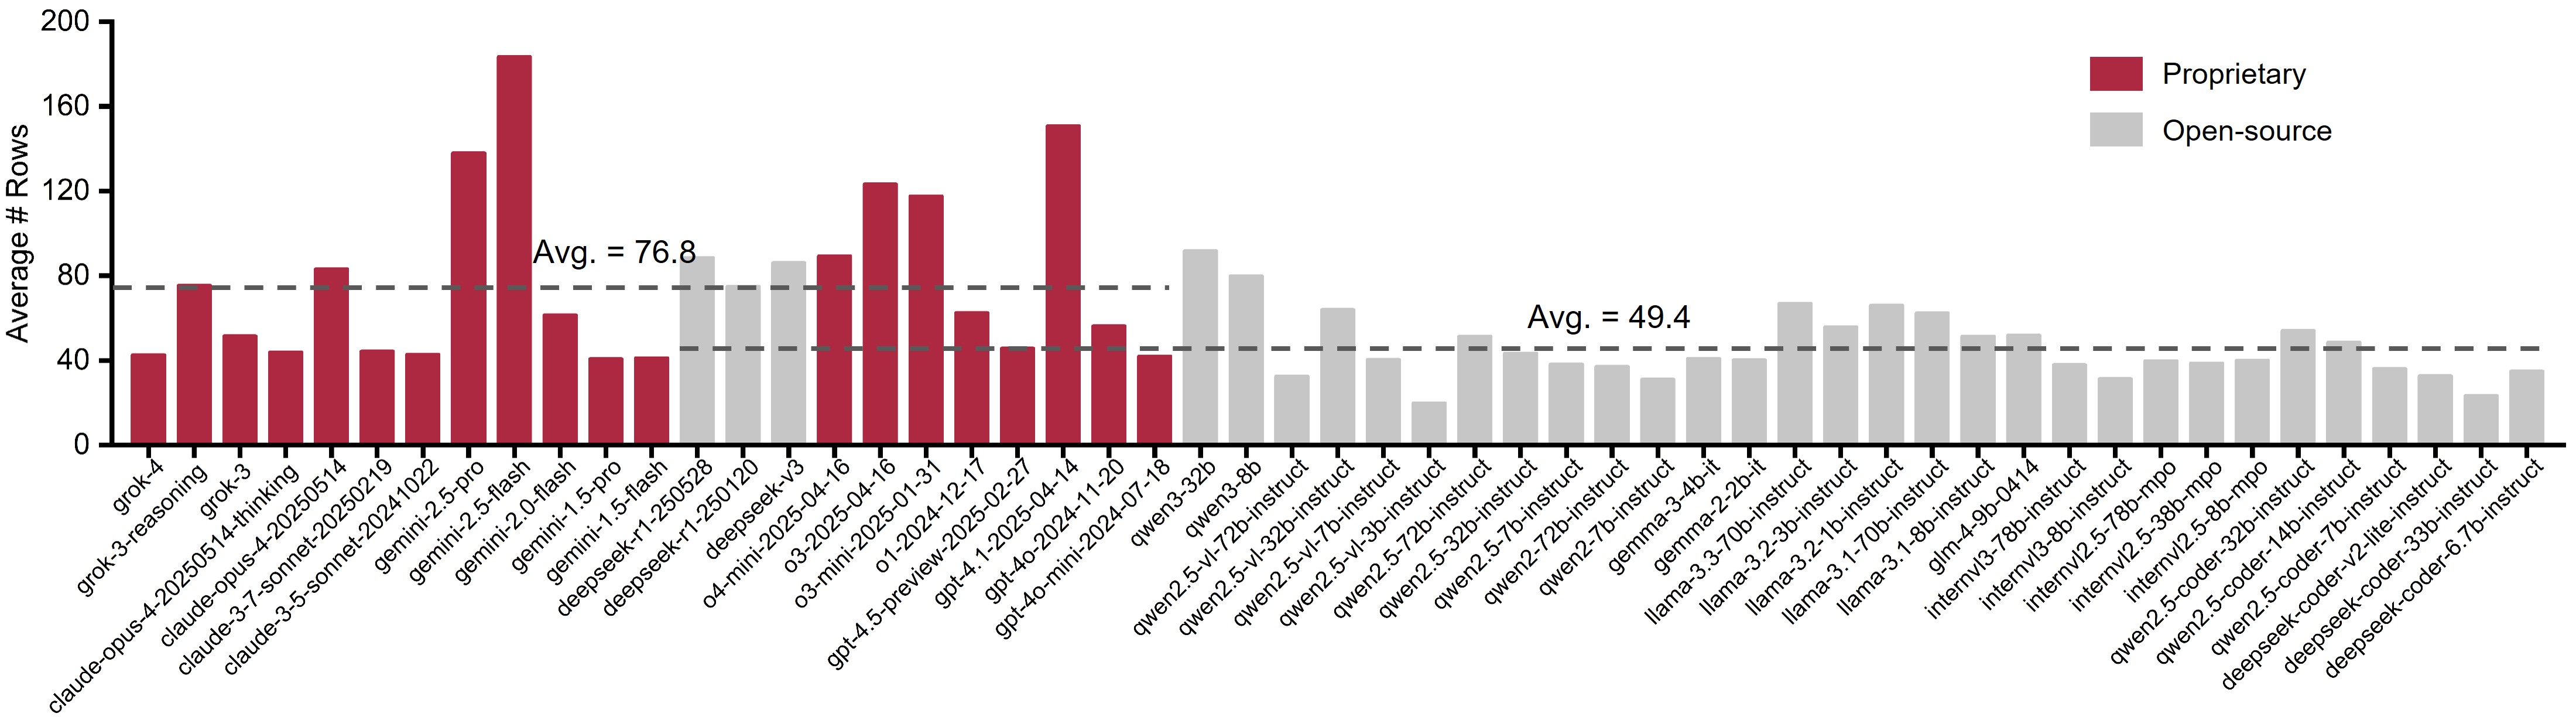 Average # Rows
200
160
120
80
40
0
Proprietary
Open-source
Avg. = 76.8
Avg. = 49.4
grok-4
grok-3-reasoning
grok-3
claude-opus-4-20250514-thinking
claude-opus-4-20250514
claude-3-7-sonnet-20250219
claude-3-5-sonnet-20241022
gemini-2.5-pro
gemini-2.5-flash
gemini-2.0-flash
gemini-1.5-pro
gemini-1.5-flash
deepseek-r1-250528
deepseek-r1-250120
deepseek-v3
o4-mini-2025-04-16
o3-2025-04-16
o3-mini-2025-01-31
o1-2024-12-17
gpt-4.5-preview-2025-02-27
gpt-4.1-2025-04-14
gpt-4o-2024-11-20
gpt-4o-mini-2024-07-18
qwen3-32b
qwen3-8b
qwen2.5-vl-72b-instruct
qwen2.5-vl-32b-instruct
qwen2.5-vl-7b-instruct
qwen2.5-vl-3b-instruct
qwen2.5-72b-instruct
qwen2.5-32b-instruct
qwen2.5-7b-instruct
qwen2-72b-instruct
qwen2-7b-instruct
gemma-3-4b-it
gemma-2-2b-it
llama-3.3-70b-instruct
llama-3.2-3b-instruct
llama-3.2-1b-instruct
llama-3.1-70b-instruct
llama-3.1-8b-instruct
glm-4-9b-0414
internvl3-78b-instruct
internvl3-8b-instruct
internvl2.5-78b-mpo
internvl2.5-38b-mpo
internvl2.5-8b-mpo
qwen2.5-coder-32b-instruct
qwen2.5-coder-14b-instruct
qwen2.5-coder-7b-instruct
deepseek-coder-v2-lite-instruct
deepseek-coder-33b-instruct
deepseek-coder-6.7b-instruct